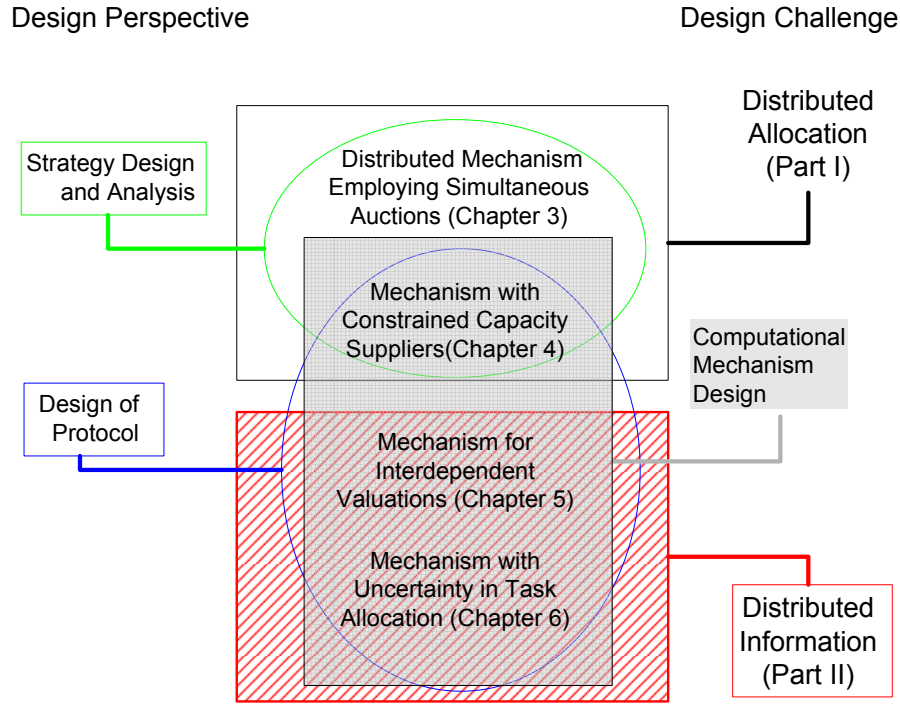 Design Perspective
Design Challenge
Distributed
Allocation
(Part I)
Strategy Design
and Analysis
Distributed Mechanism
Employing Simultaneous
Auctions (Chapter 3)
Mechanism with
Constrained Capacity
Suppliers(Chapter 4)
Computational
Mechanism
Design
Design of
Protocol
Mechanism for
Interdependent
Valuations (Chapter 5)
Mechanism with
Uncertainty in Task
Allocation (Chapter 6)
Distributed
Information
(Part II)